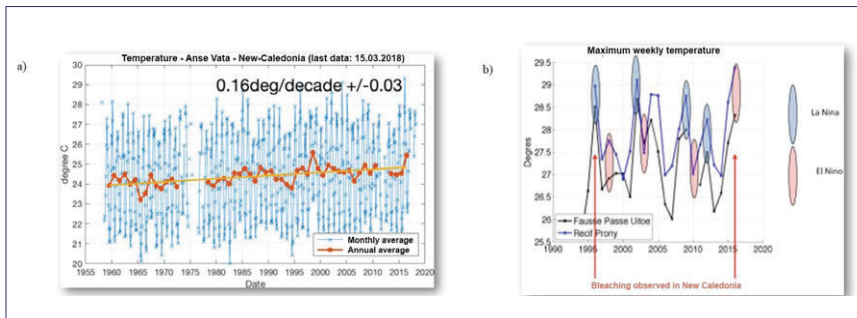 a)
Temperature - Anse Vata - New-Caledonia (last data: 15.03.2018)
0.16deg/decade +/-0.03
degree C
30
29
28
27
26
25
24
23
22
21
20
1955 1960 1965 1970 1975 1980 1985 1990 1995 2000 2005 2010 2015 2020
Date
Monthly average
Annual average
b)
Maximum weekly temperature
Degres
29.5
29
28.5
28
27.5
27
26.5
26
25.5
1990 1995 2000 2005 2010 2015 2020
Fausse Passe Uitoe
Recif Prony
La Nina
El Nino
Bleaching observed in New Caledonia